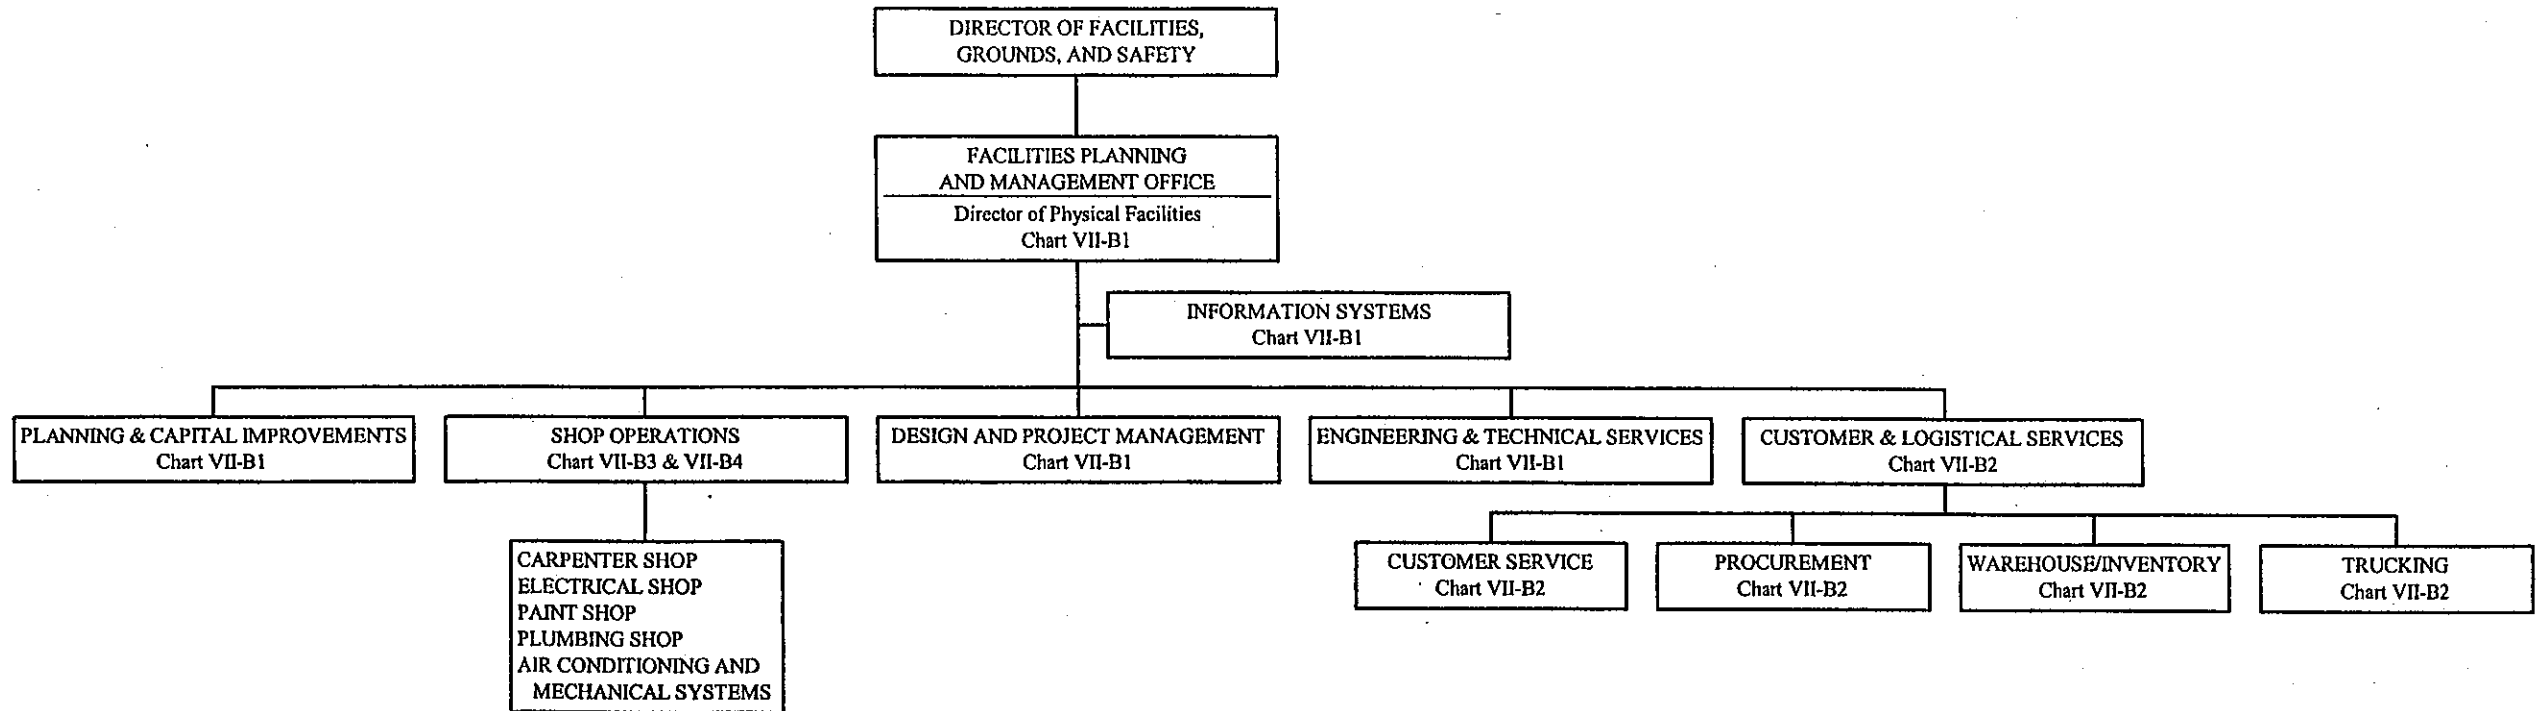 DIRECTOR OF FACILITIES,
GROUNDS, AND SAFETY
FACILITIES PLANNING
AND MANAGEMENT OFFICE
Director of Physical Facilities
Chart VII-B1
INFORMATION SYSTEMS
Chart VII-B1
PLANNING & CAPITAL IMPROVEMENTS
Chart VII-B1
SHOP OPERATIONS
Chart VII-B3 & VII-B4
DESIGN AND PROJECT MANAGEMENT
Chart VII-B1
ENGINEERING & TECHNICAL SERVICES
Chart VII-B1
CUSTOMER & LOGISTICAL SERVICES
Chart VII-B2
CARPENTER SHOP
ELECTRICAL SHOP
PAINT SHOP
PLUMBING SHOP
AIR CONDITIONING AND
MECHANICAL SYSTEMS
CUSTOMER SERVICE
Chart VII-B2
PROCUREMENT
Chart VII-B2
WAREHOUSE/INVENTORY
Chart VII-B2
TRUCKING
Chart VII-B2